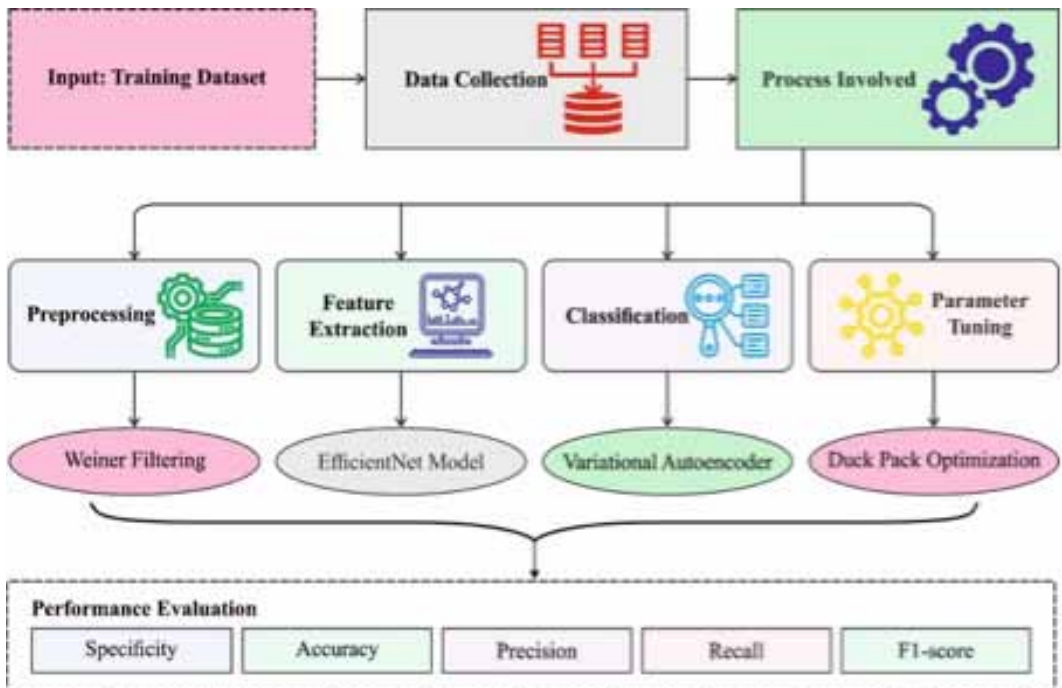 Input: Training Dataset
Data Collection
Process Involved
Preprocessing
Feature
Extraction
Classification
Parameter
Tuning
Weiner Filtering
EfficientNet Model
Variational Autoencoder
Duck Pack Optimization
Performance Evaluation
Specificity
Accuracy
Precision
Recall
F1-score